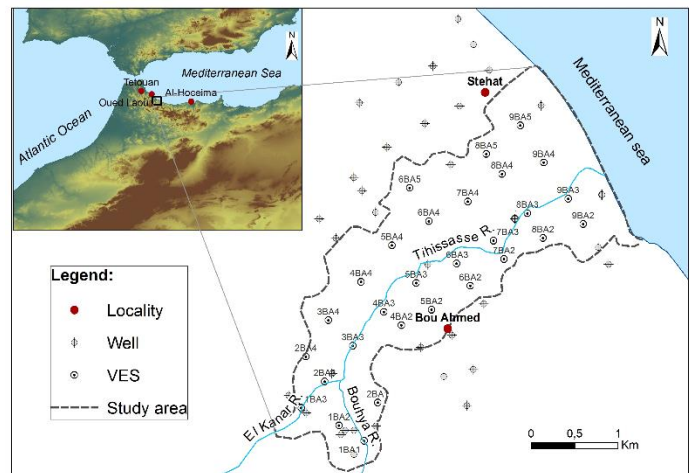 N
Mediterranean Sea
Tetouan
Al-Hoceima
Oued Laou
Atlantic Ocean
N
Stehat
Mediterranean sea
9BA5
8BA5
9BA4
8BA4
6BA5
7BA4
9BA3
8BA3
6BA4
9BA2
Tihissasse R.
7BA3
8BA2
5BA4
7BA2
6BA3
4BA4
5BA3
6BA2
Legend:
Locality
Well
VES
Study area
3BA4
4BA3
5BA2
4BA2
Bou Ahmed
3BA3
2BA4
El Kanar R.
1BA3
Bouhya R.
1BA2
1BA1
0 0,5 1
Km